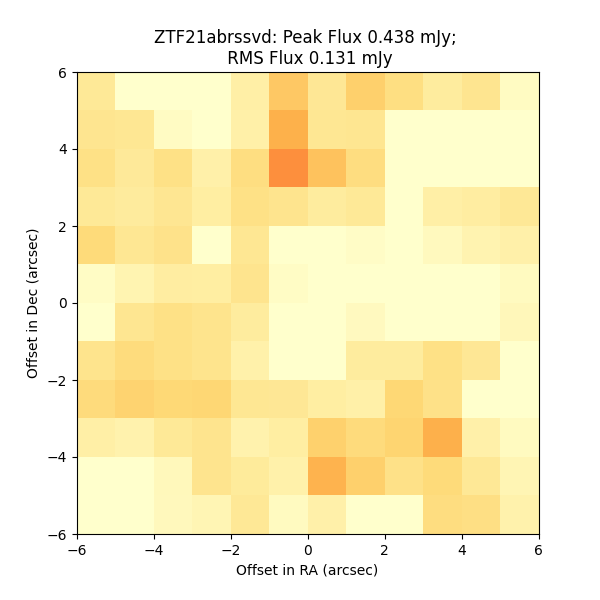 ZTF21abrssvd: Peak Flux 0.438 mJy;
RMS Flux 0.131 mJy
6
4
2
0
−2
−4
−6
Offset in Dec (arcsec)
−6 −4 −2 0 2 4 6
Offset in RA (arcsec)